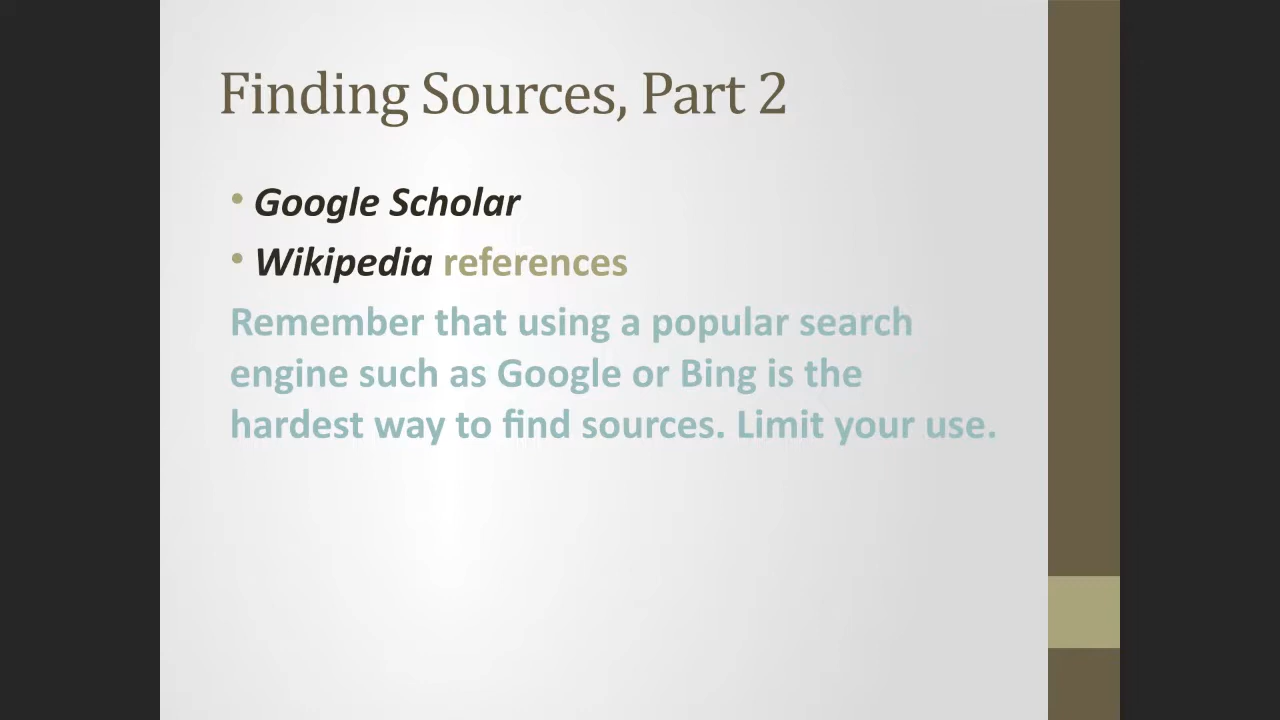 Finding Sources, Part 2
• Google Scholar
• Wikipedia references
Remember that using a popular search
engine such as Google or Bing is the
hardest way to find sources. Limit your use.